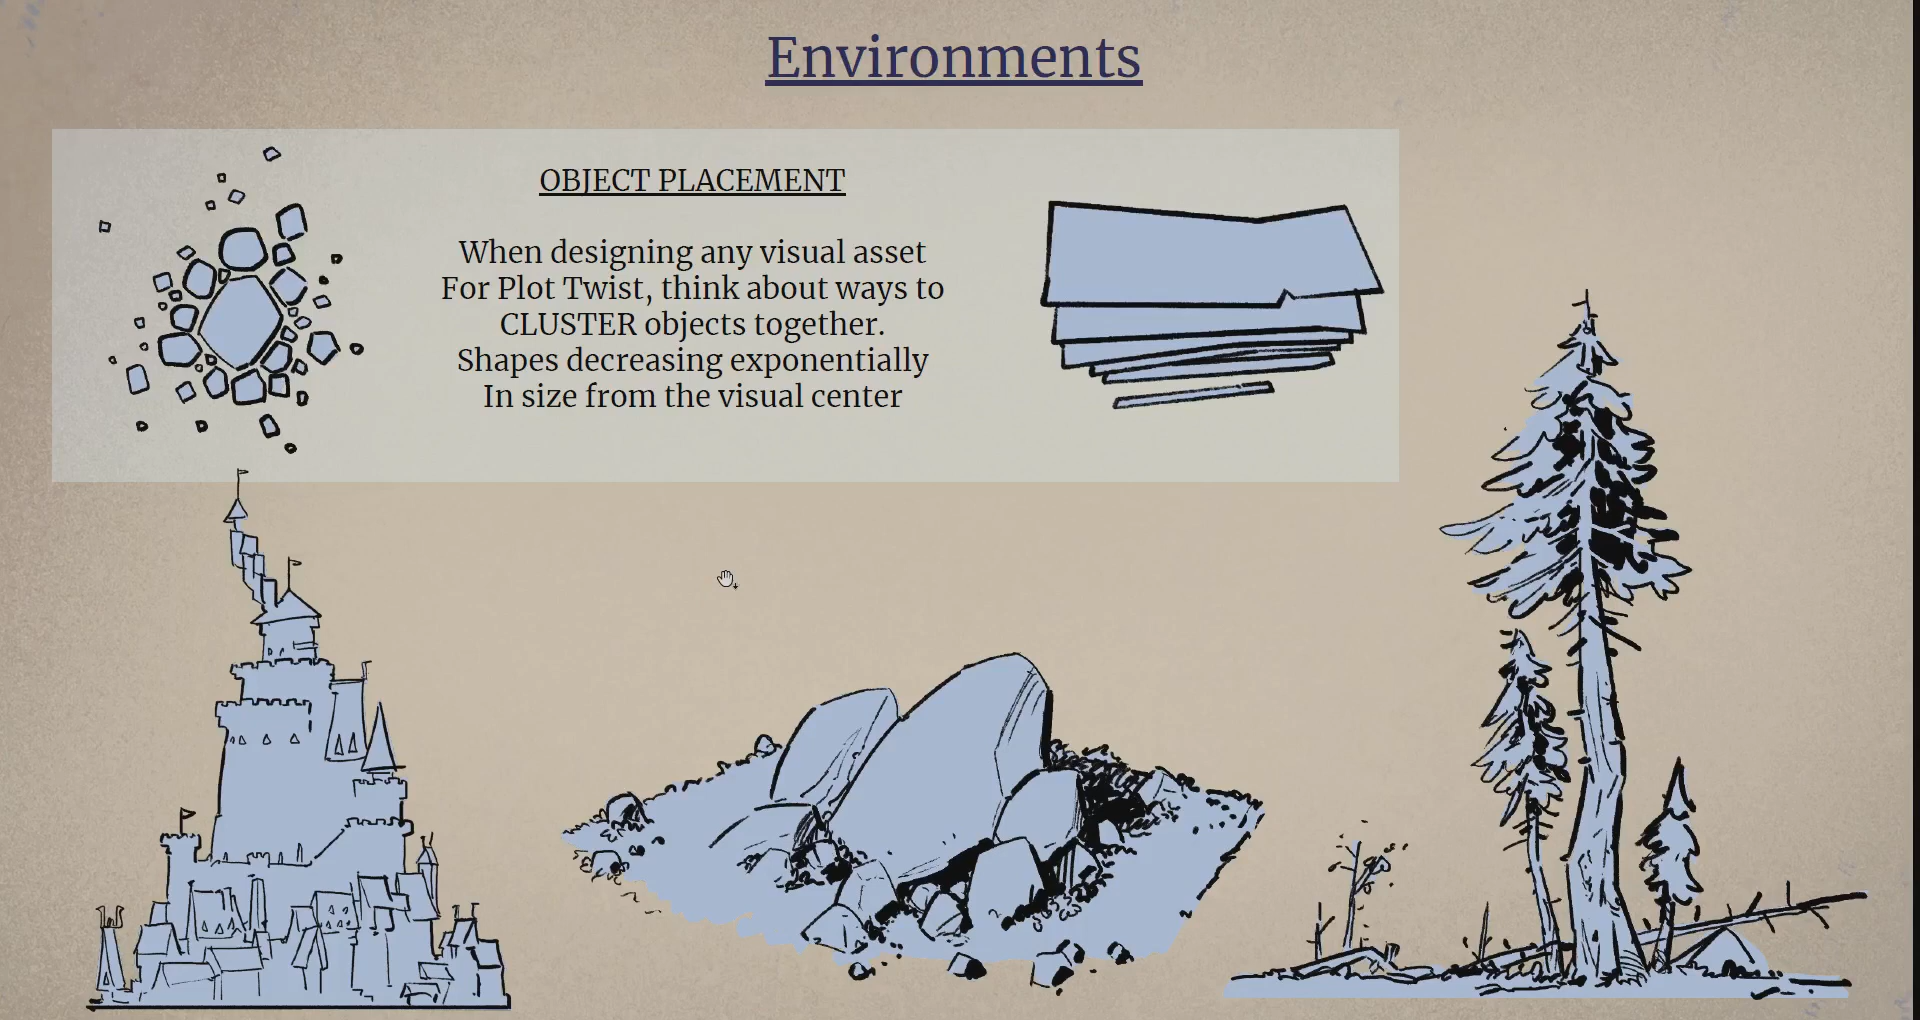 Environments
OBJECT PLACEMENT
When designing any visual asset
For Plot Twist, think about ways to
CLUSTER objects together.
Shapes decreasing exponentially
In size from the visual center